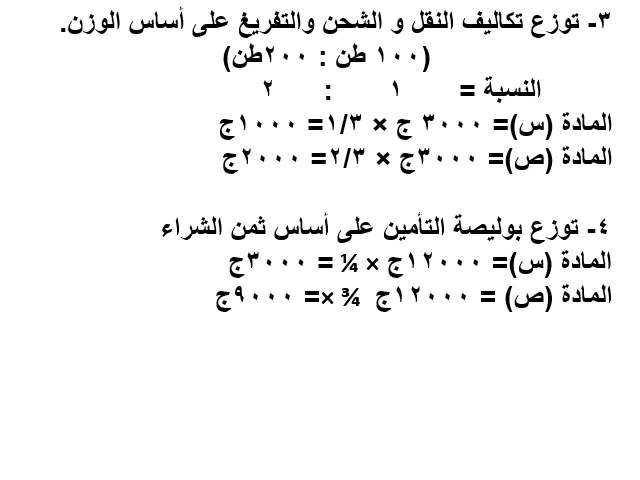 ٣- توزع تكاليف النقل و الشحن والتفريغ على أساس الوزن.
(١٠٠ طن : ٢٠٠طن)
النسبة = ١ : ٢
المادة (س)= ٣٠٠٠ ج × ١/٣= ١٠٠٠ج
المادة (ص)= ٣٠٠٠ج × ٢/٣= ٢٠٠٠ج
٤- توزع بوليصة التأمين على أساس ثمن الشراء
المادة (س)= ١٢٠٠٠ج × ¼ = ٣٠٠٠ج
المادة (ص) = ١٢٠٠٠ج ¾ ×= ٩٠٠٠ج